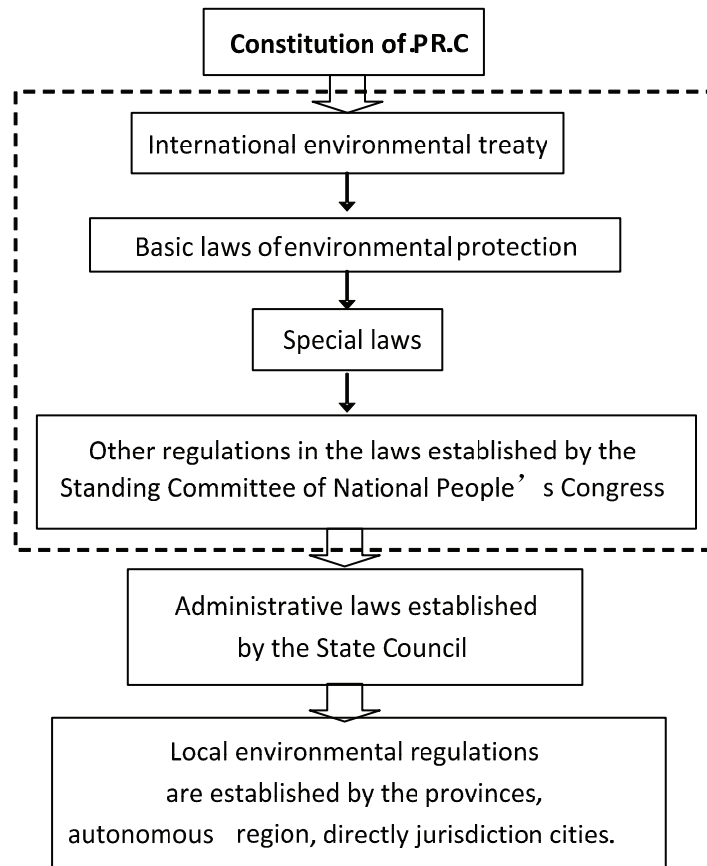 Constitution of.PR.C
International environmental treaty
Basic laws of environmental protection
Special laws
Other regulations in the laws established by the
Standing Committee of National People’s Congress
Administrative laws established
by the State Council
Local environmental regulations
are established by the provinces,
autonomous region, directly jurisdiction cities.